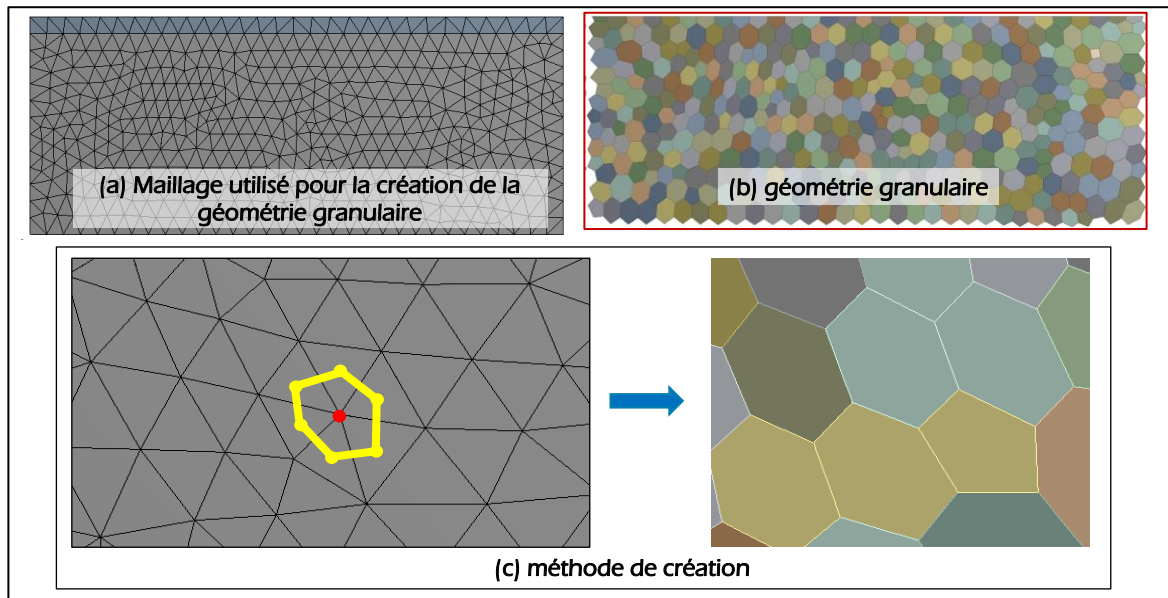 (a) Maillage utilisé pour la création de la
géométrie granulaire
(b) géométrie granulaire
(c) méthode de création